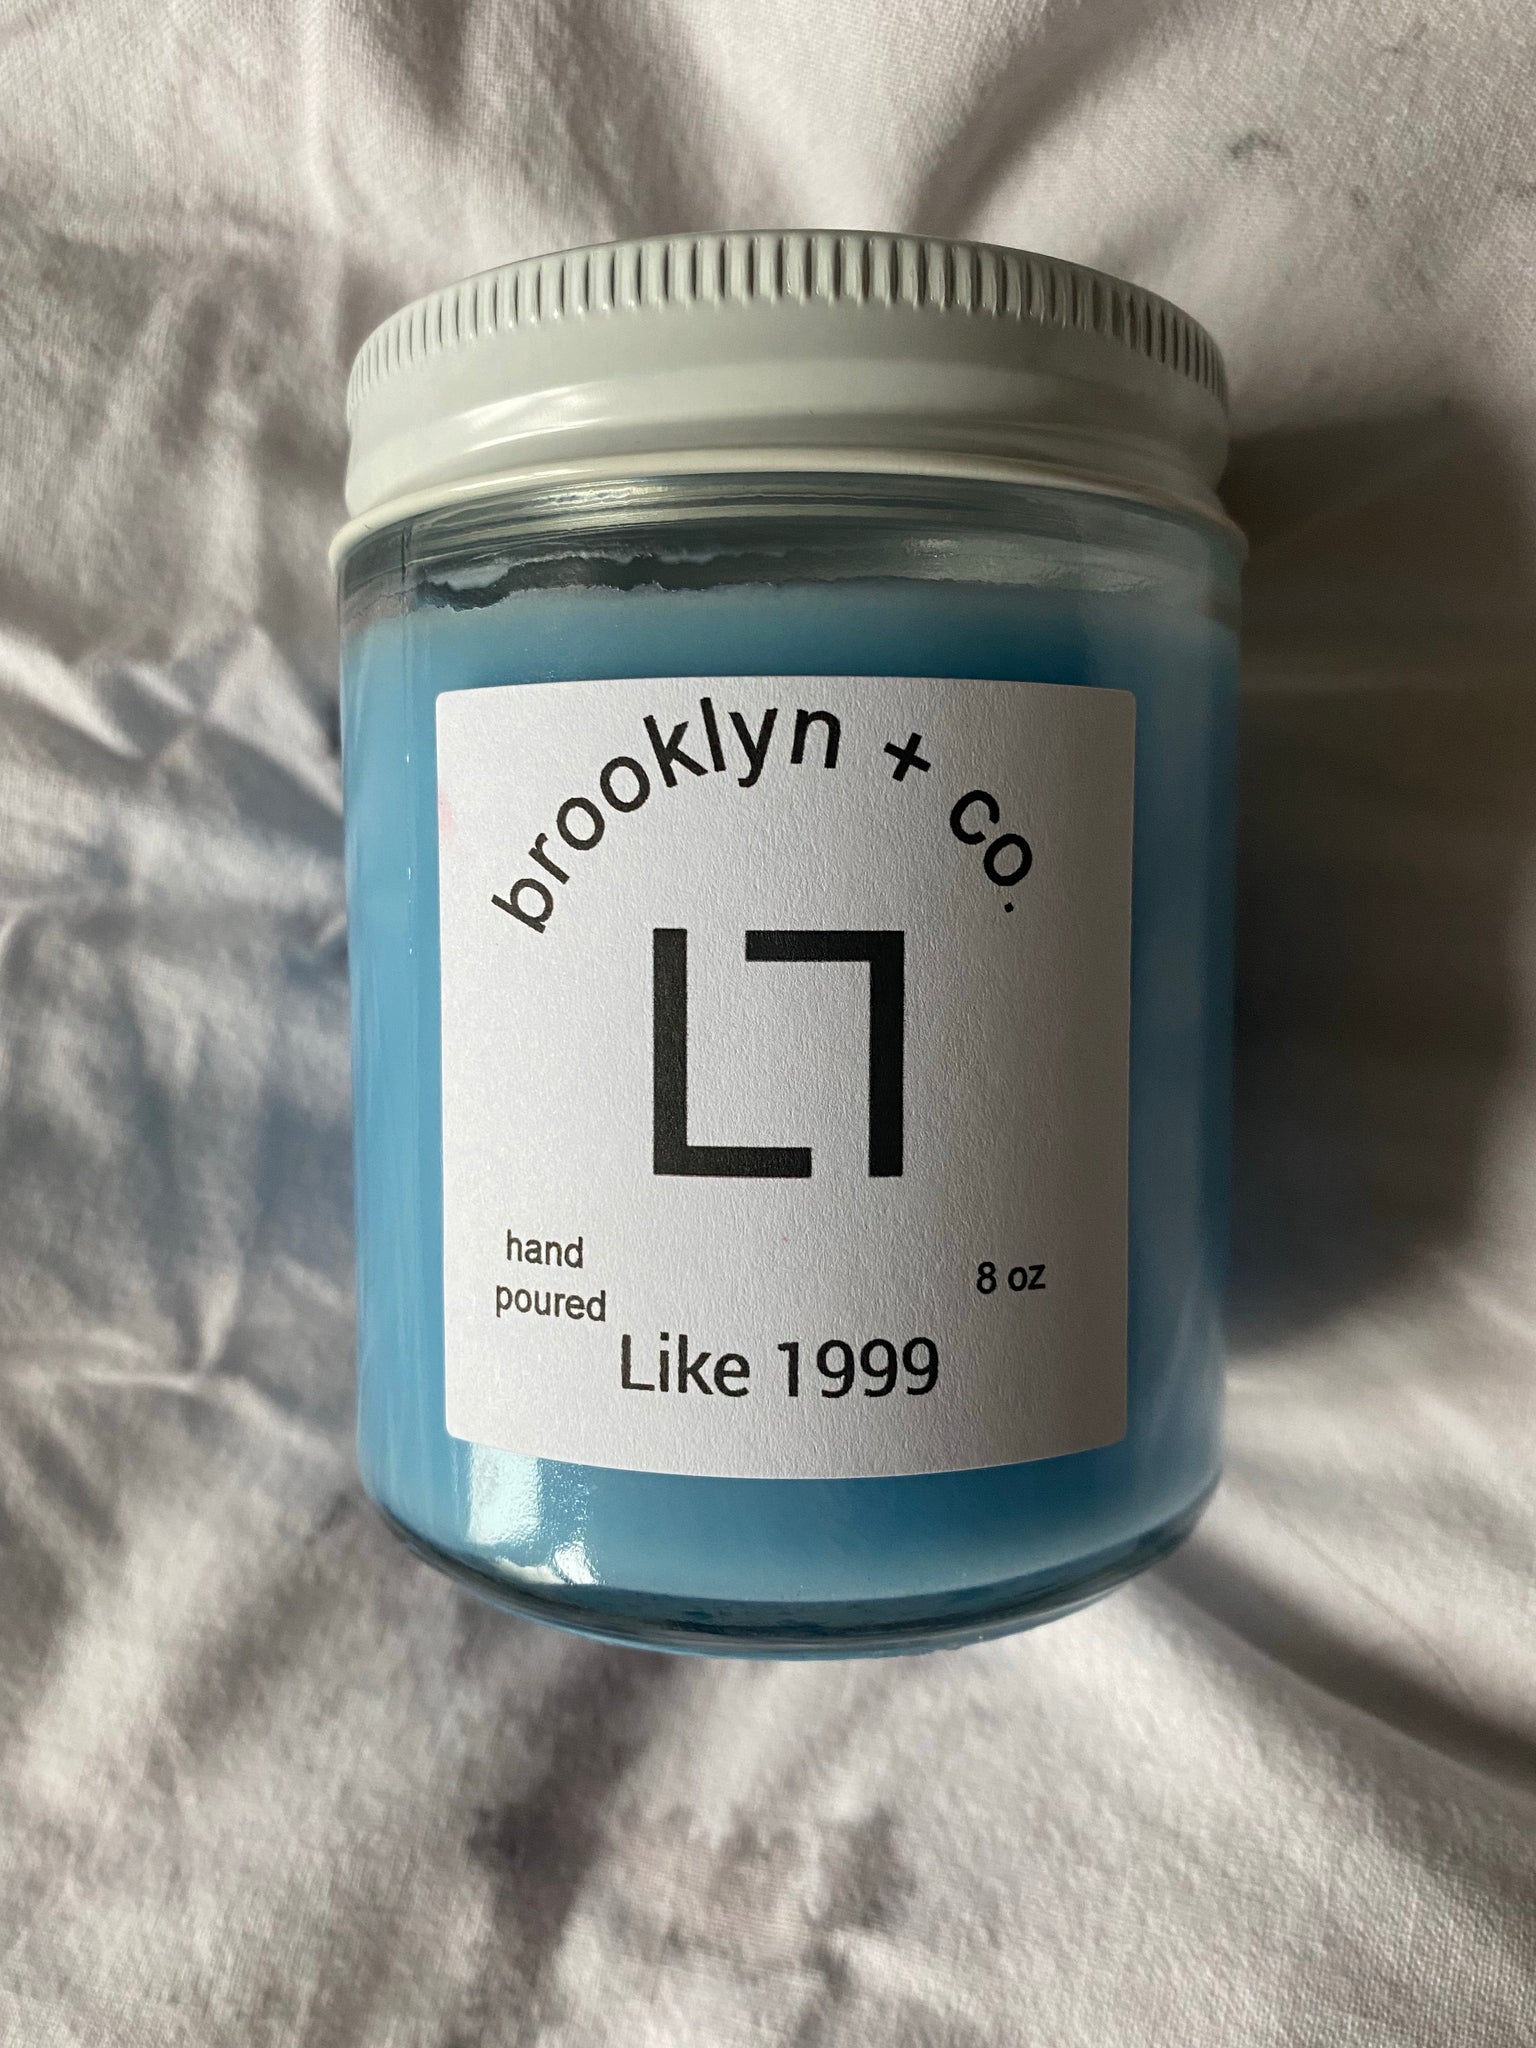 brooklyn + co.
hand
poured
8 oz
Like 1999